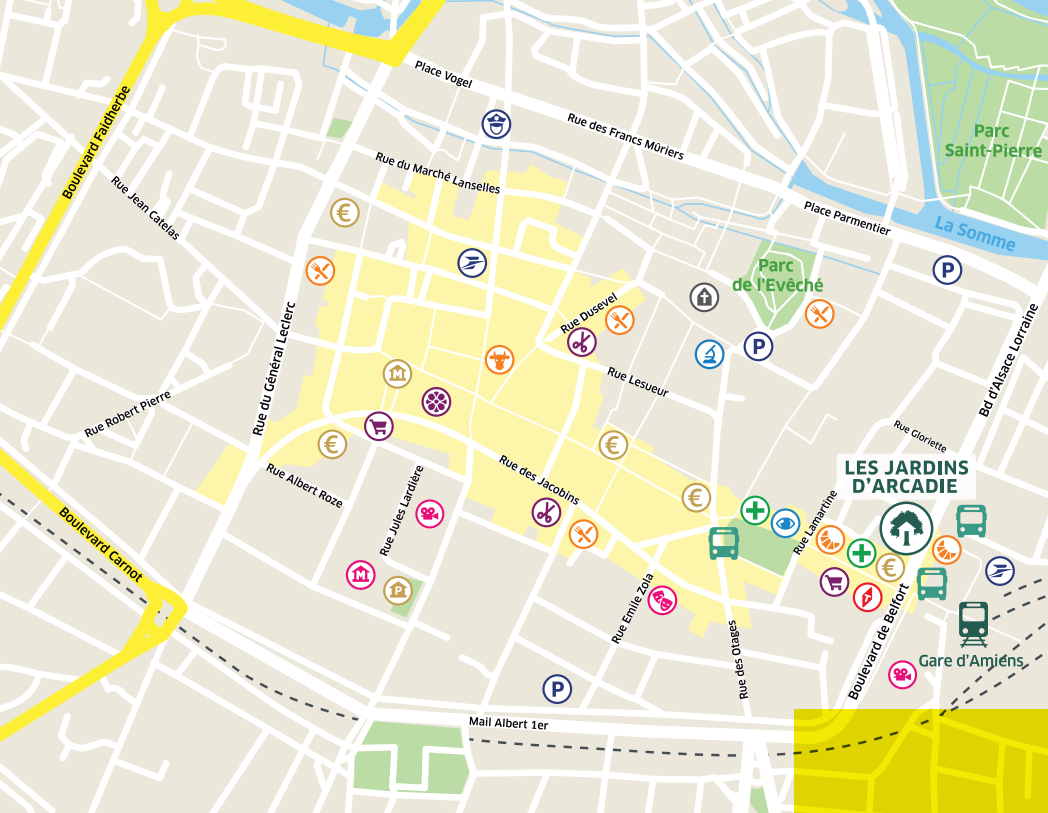 Place Vogel
Boulevard Faidherbe
Rue des Francs Mûriers
Parc
Saint-Pierre
Rue du Marché Lanselles
Rue Jean Catelas
Place Parmentier
La Somme
€
P
Parc
de l'Evêché
Rue Dusevel
Rue du Général Leclerc
P
Bd d'Alsace Lorraine
Rue Lesueur
M
Rue Robert Pierre
Rue Gloriette
€
€
Rue Albert Roze
Rue des Jacobins
LES JARDINS
D'ARCADIE
€
Rue Jules Lardière
Rue Lamartine
Boulevard Carnot
€
M
P
Rue Emile Zola
Rue des Otages
Boulevard de Belfort
Gare d'Amiens
P
Mail Albert 1er